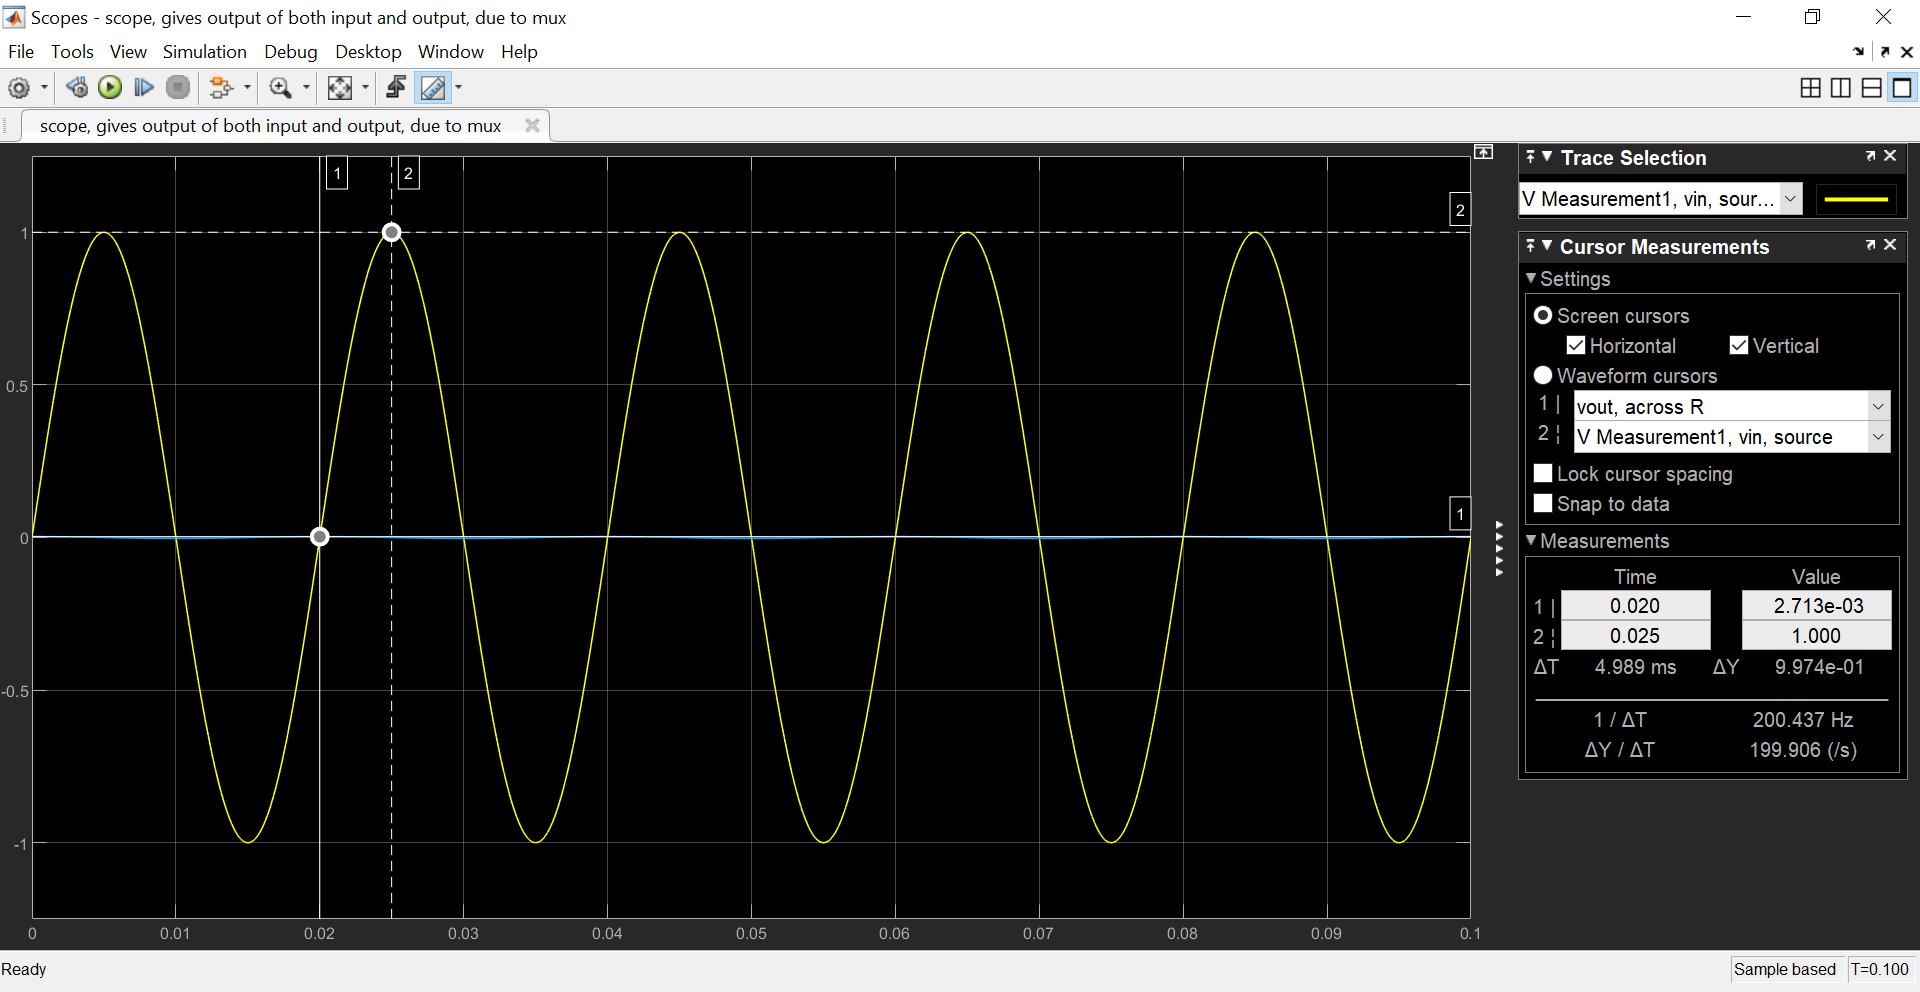 Scopes - scope, gives output of both input and output, due to mux
File Tools View Simulation Debug Desktop Window Help
scope, gives output of both input and output, due to mux
1 2
2
1
0.5
0
-0.5
-1
1
0 0.01 0.02 0.03 0.04 0.05 0.06 0.07 0.08 0.09 0.1
Trace Selection
V Measurement1, vin, sour...
Cursor Measurements
Settings
Screen cursors
Horizontal Vertical
Waveform cursors
1 | vout, across R
2 ¦ V Measurement1, vin, source
Lock cursor spacing
Snap to data
Measurements
Time Value
1 | 0.020 2.713e-03
2 ¦ 0.025 1.000
ΔT 4.989 ms ΔY 9.974e-01
1 / ΔT 200.437 Hz
ΔY / ΔT 199.906 (/s)
Ready
Sample based T=0.100